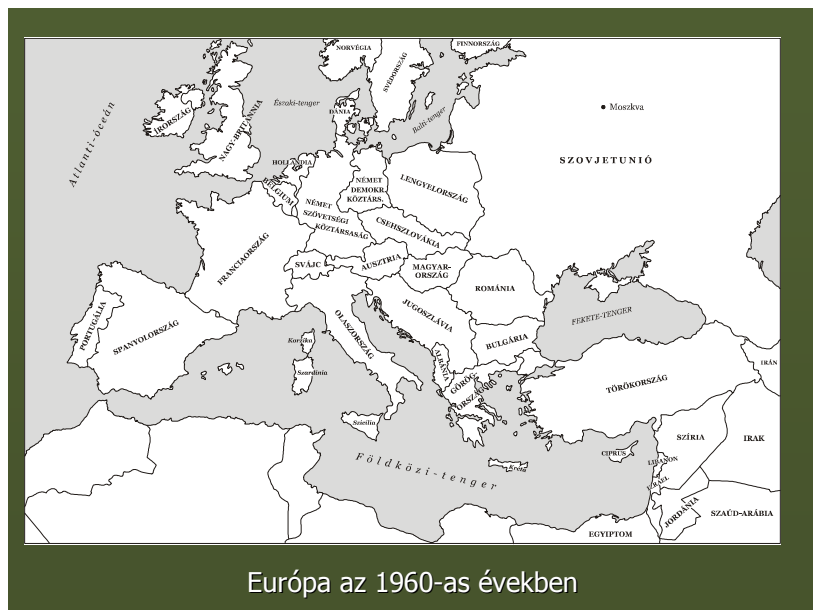 NORVÉGIA
SVÉDORSZÁG
FINNORSZÁG
Atlanti-óceán
Északi-tenger
DÁNIA
Balti-tenger
Moszkva
ÍRORSZÁG
NAGY-BRITANNIA
SZOVJETUNIÓ
HOLLANDIA
BELGIUM
NÉMET
DEMOKR.
KÖZTÁRS.
LENGYELORSZÁG
NÉMET
SZÖVETSÉGI
KÖZTÁRSASÁG
CSEHSZLOVÁKIA
FRANCIAORSZÁG
SVÁJC
AUSZTRIA
MAGYAR-
ORSZÁG
ROMÁNIA
PORTUGÁLIA
SPANYOLORSZÁG
OLASZORSZÁG
JUGOSZLÁVIA
FEKETE-TENGER
Korzika
BULGÁRIA
ALBÁNIA
IRÁN
Szardínia
GÖRÖG-
ORSZÁG
TÖRÖKORSZÁG
Szicília
SZÍRIA
IRAK
CIPRUS
LIBANON
Földközi-tenger
Kréta
IZRAEL
JORDÁNIA
SZAÚD-ARÁBIA
EGYIPTOM
Európa az 1960-as években